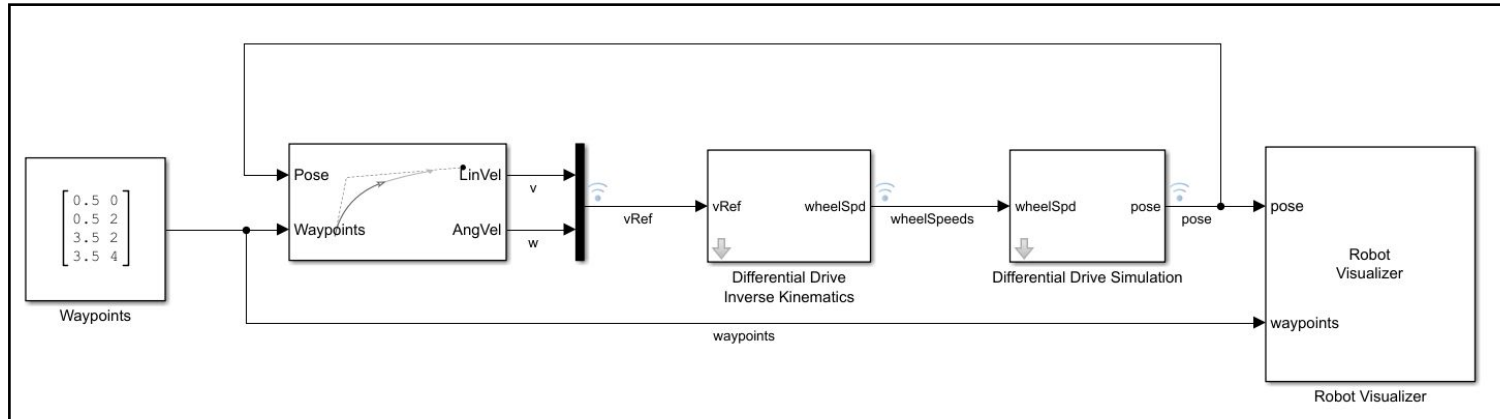 0.5 0
0.5 2
3.5 2
3.5 4
Waypoints
Pose
Waypoints
LinVel
AngVel
v
w
vRef
vRef
wheelSpd
Differential Drive
Inverse Kinematics
wheelSpeeds
wheelSpd
pose
Differential Drive Simulation
pose
pose
waypoints
Robot
Visualizer
Robot Visualizer
waypoints